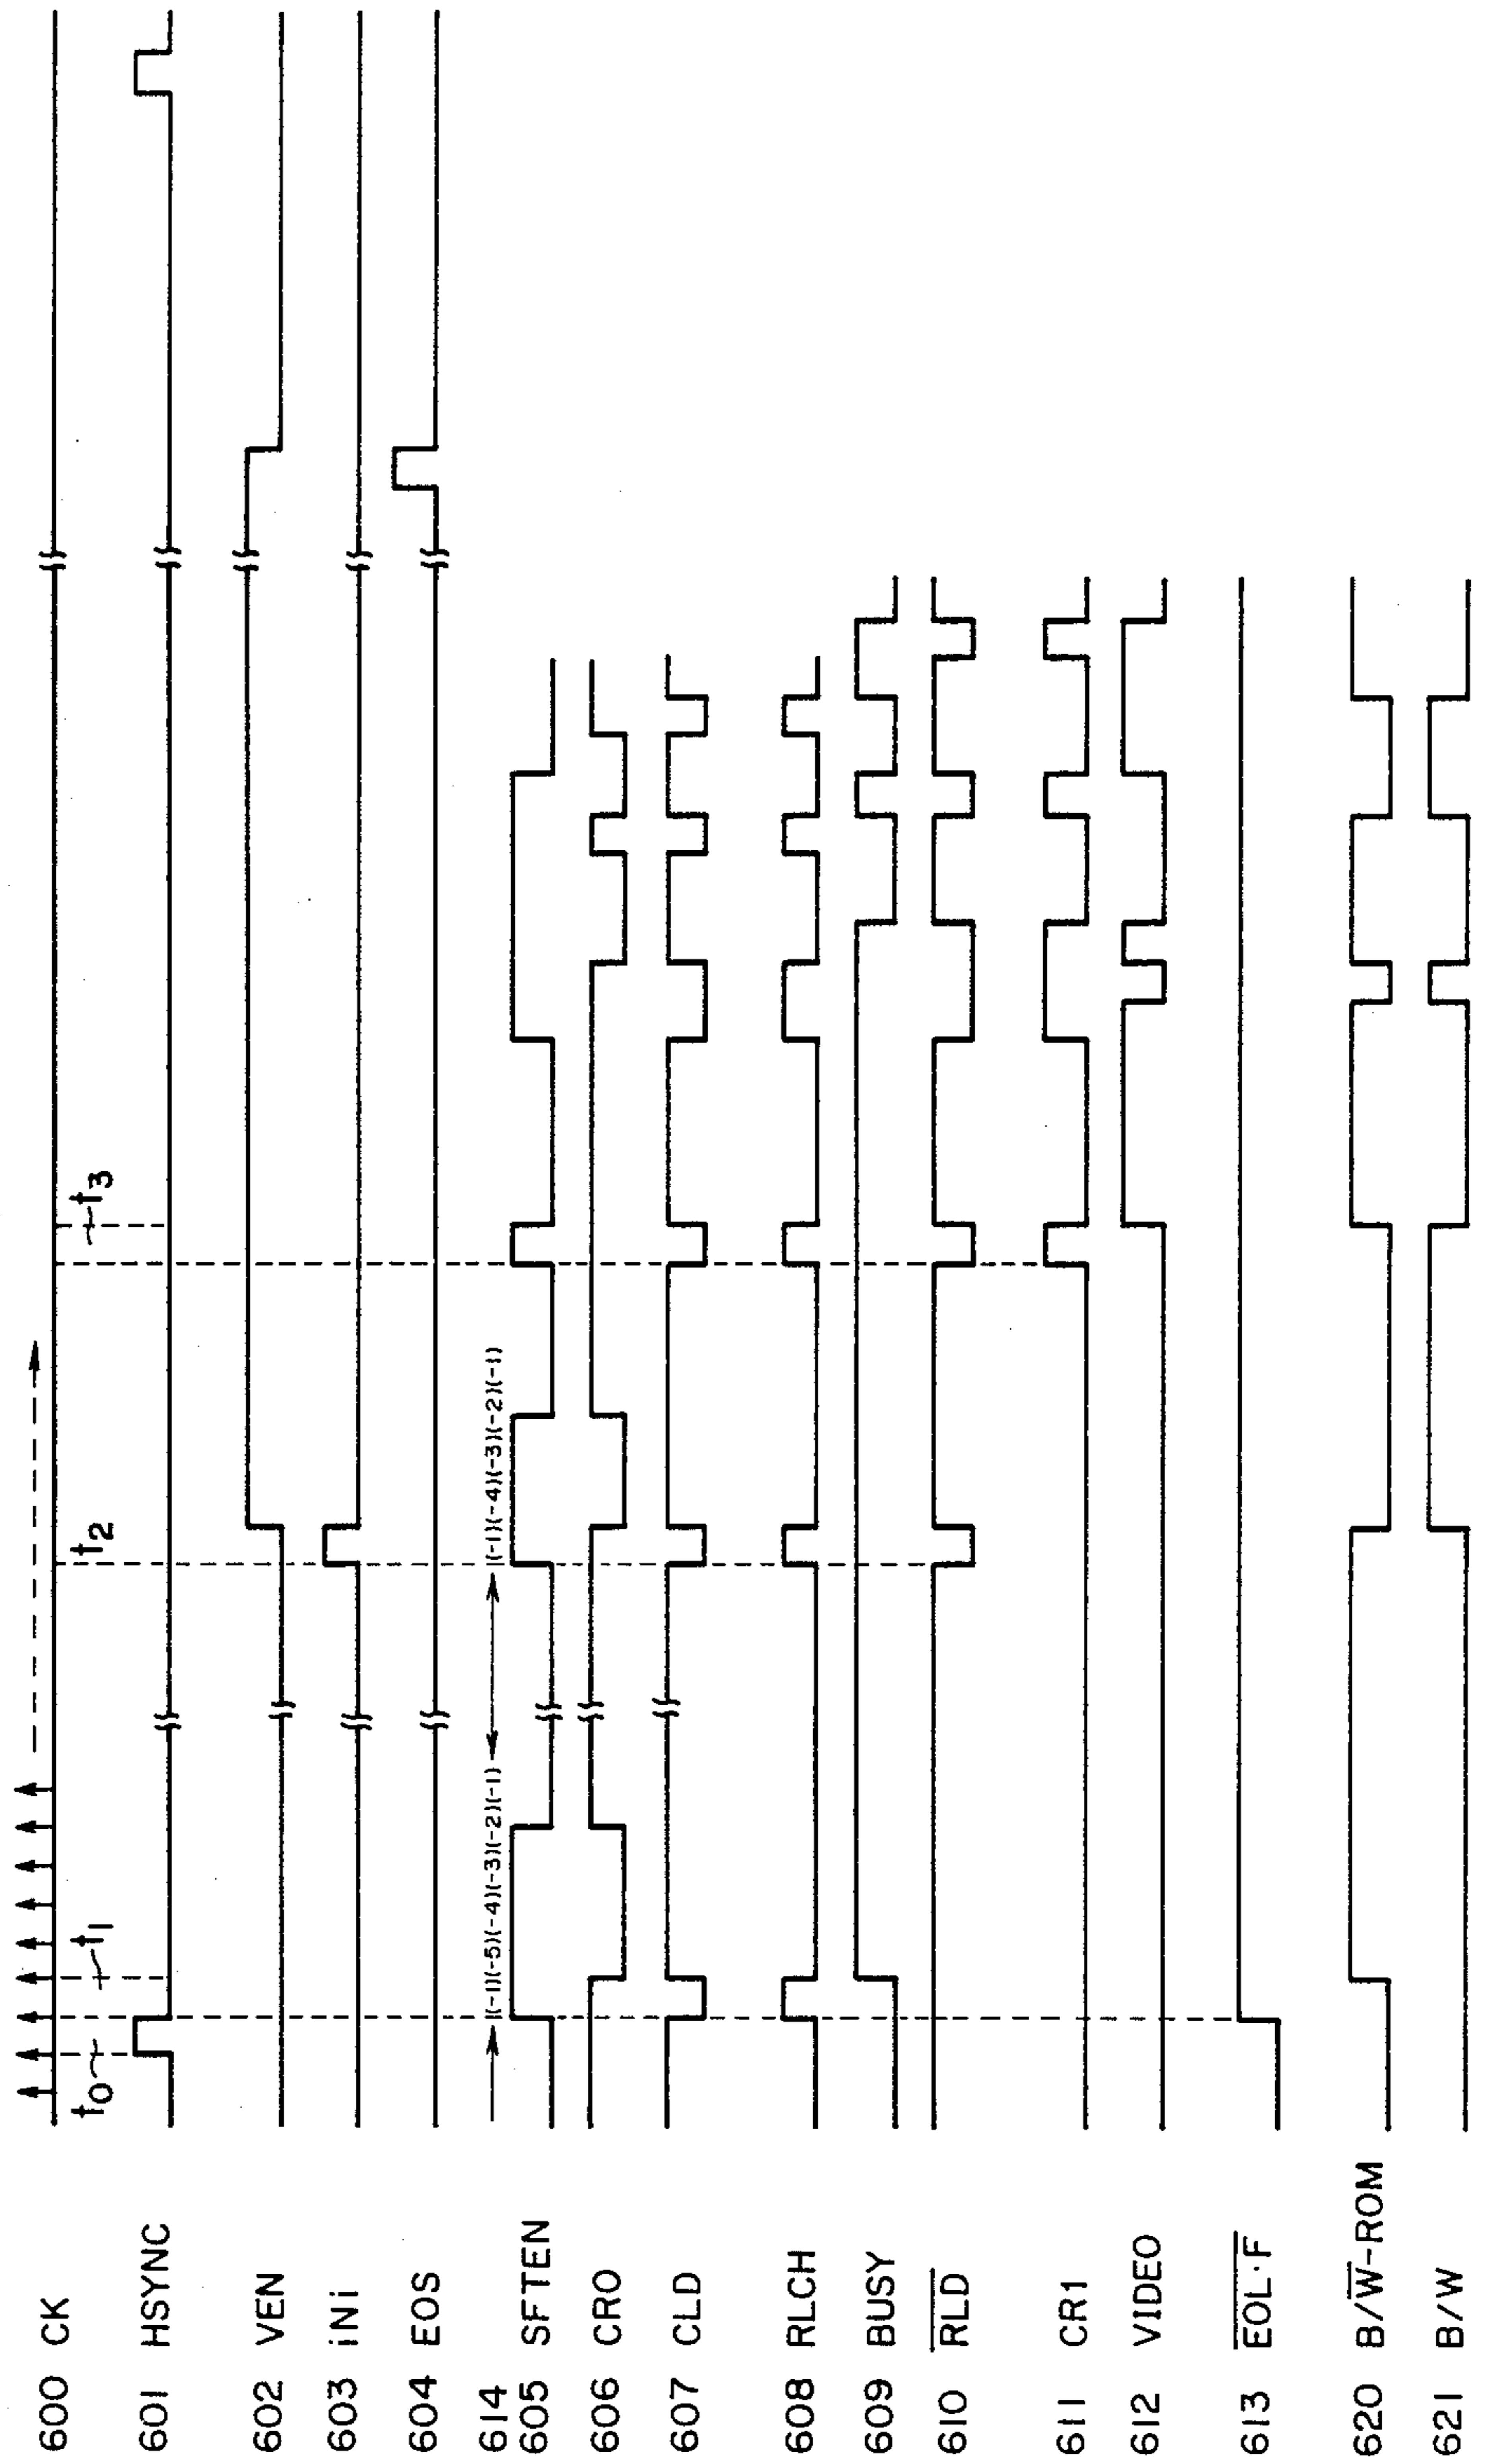 600 CK
t0 t1 t2 t3
601 HSYNC
602 VEN
603 iNi
604 EOS
614 (-1)(-5)(-4)(-3)(-2)(-1) (-1)(-4)(-3)(-2)(-1)
605 SFTEN
606 CRO
607 CLD
608 RLCH
609 BUSY
610 R̅L̅D̅
611 CR1
612 VIDEO
613 E̅O̅L̅·̅F̅
620 B/W̅-ROM
621 B/W